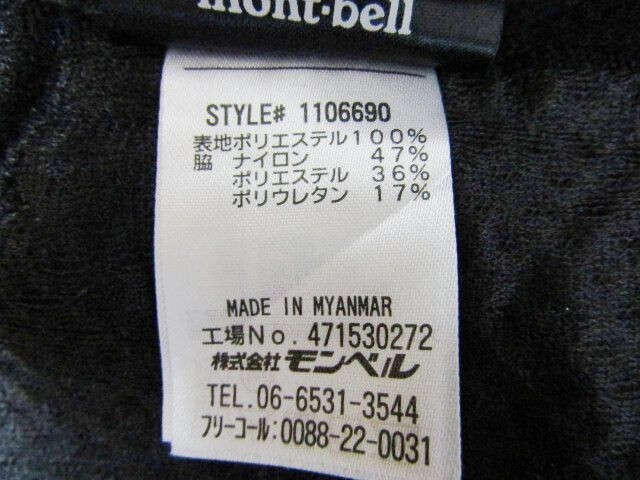 mont-bell
STYLE# 1106690
表地ポリエステル100%
脇 ナイロン 47%
ポリエステル 36%
ポリウレタン 17%
MADE IN MYANMAR
工場No. 471530272
株式会社モンベル
TEL.06-6531-3544
フリーコール:0088-22-0031